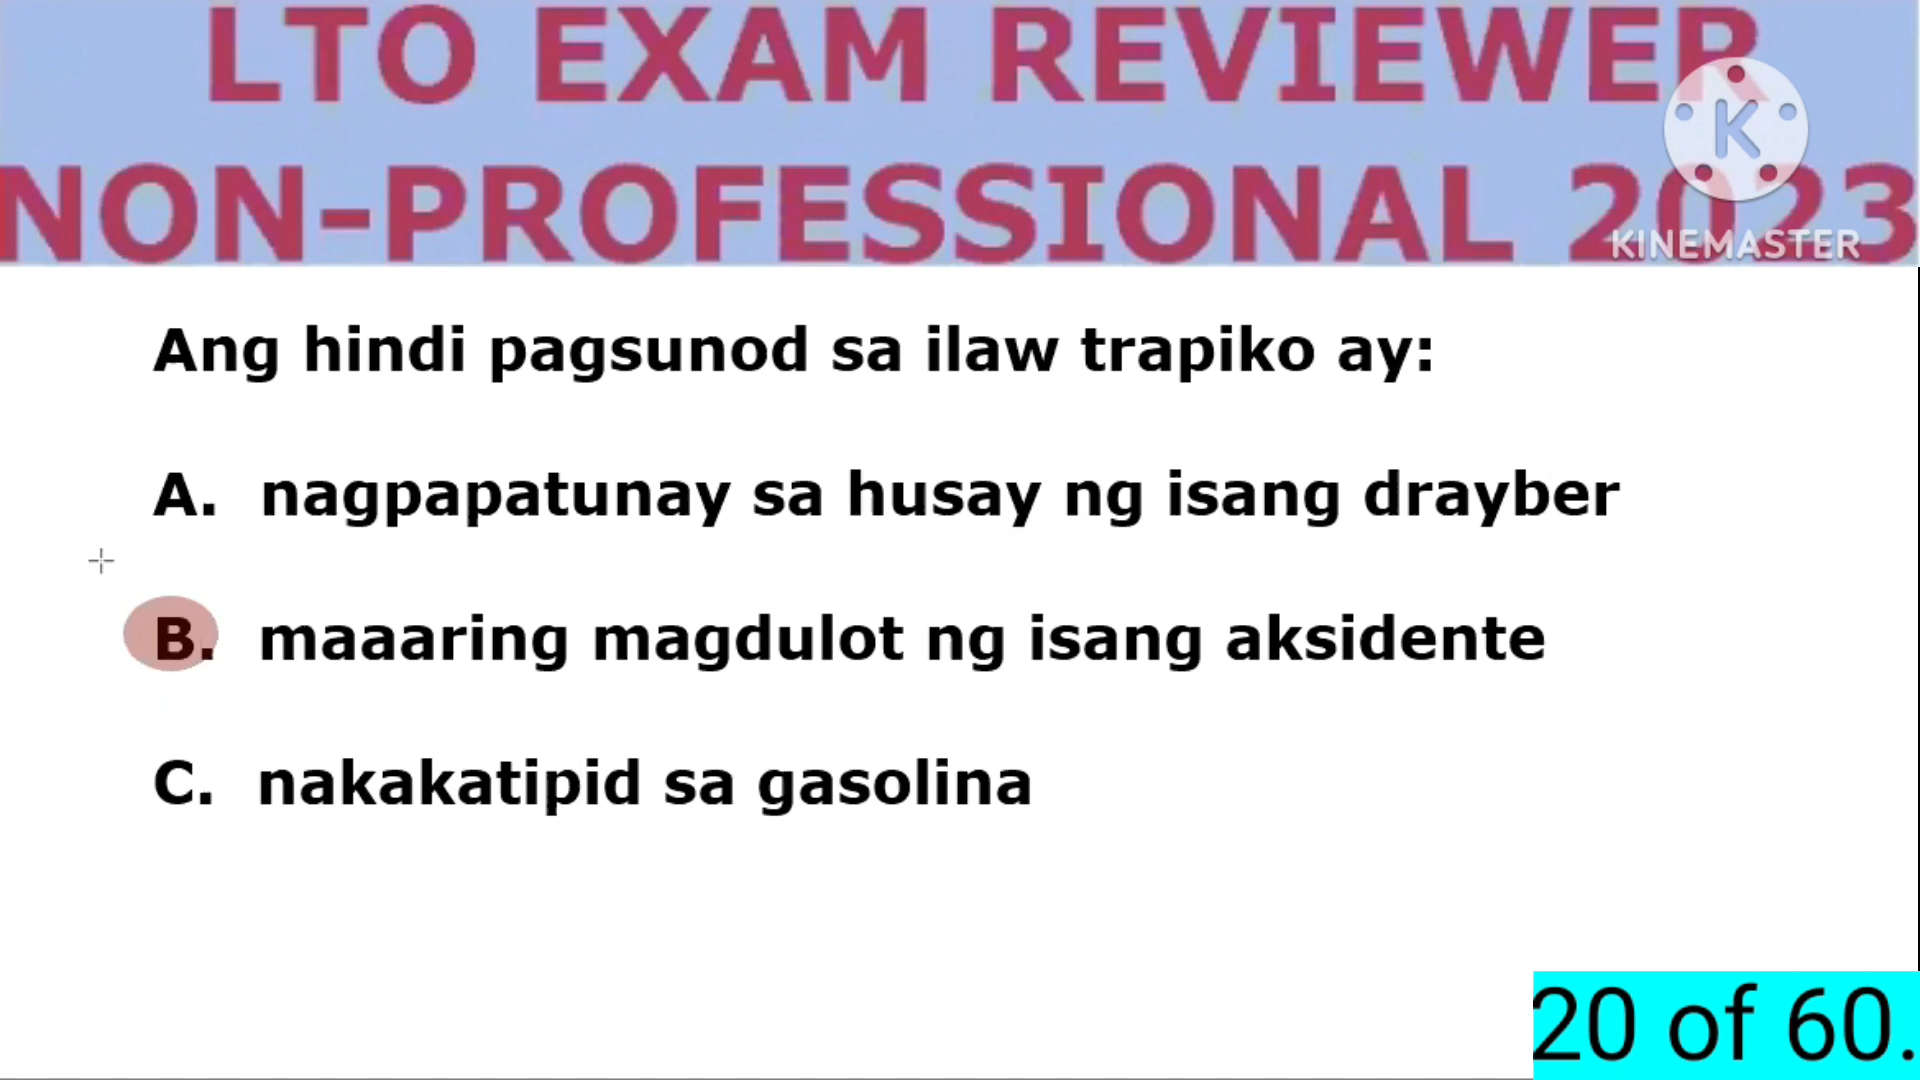 LTO EXAM REVIEWER
NON-PROFESSIONAL 2023
K
KINEMASTER
Ang hindi pagsunod sa ilaw trapiko ay:
A. nagpapatunay sa husay ng isang drayber
B. maaaring magdulot ng isang aksidente
C. nakakatipid sa gasolina
20 of 60.